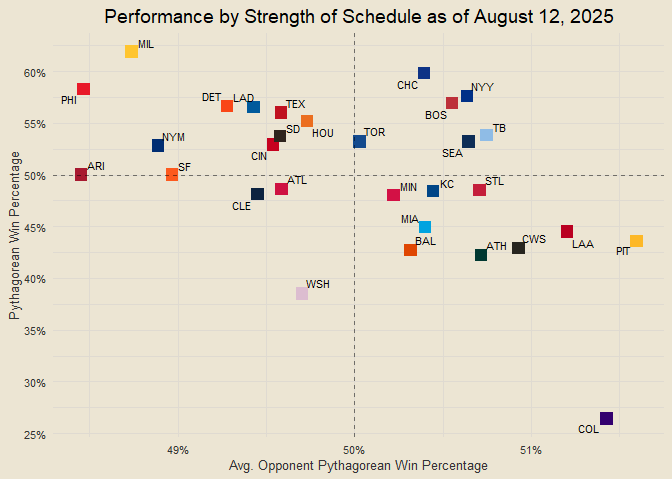 Performance by Strength of Schedule as of August 12, 2025
MIL
60%
CHC
NYY
PHI
DET
LAD
TEX
BOS
55%
HOU
SD
TOR
TB
NYM
CIN
SEA
50%
ARI
SF
ATL
MIN
KC
STL
CLE
45%
MIA
BAL
ATH
CWS
LAA
PIT
40%
WSH
35%
30%
25%
COL
49%
50%
51%
Avg. Opponent Pythagorean Win Percentage
Pythagorean Win Percentage